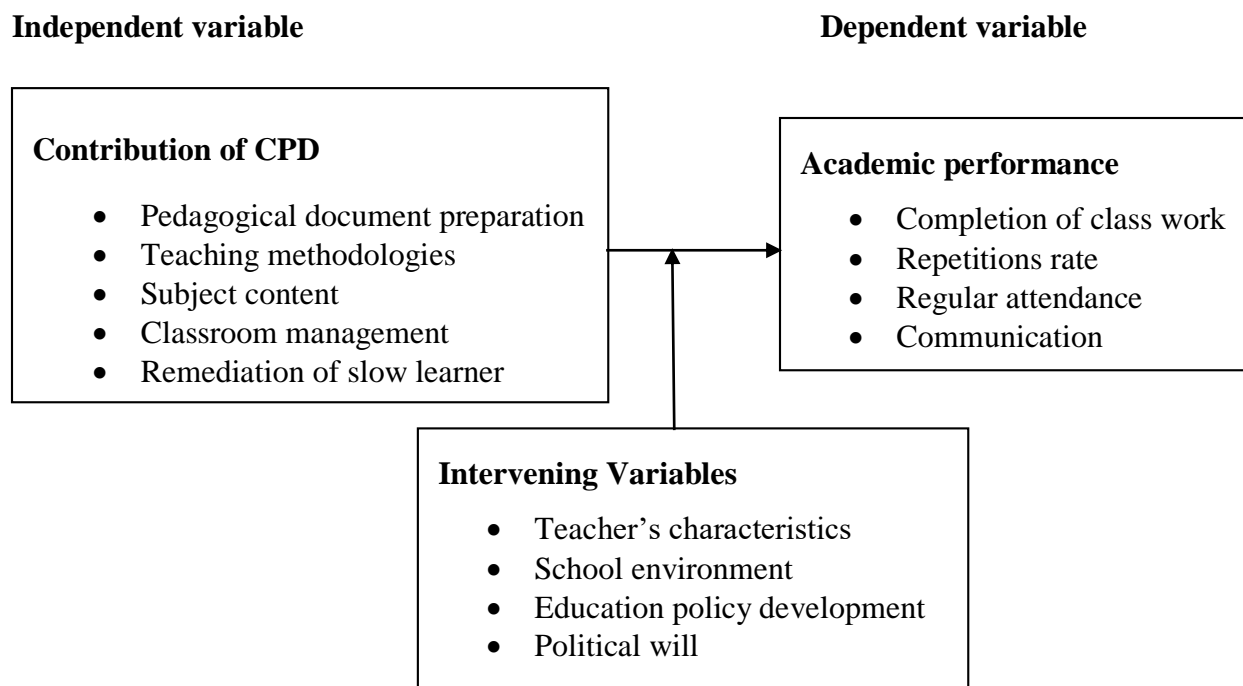 Independent variable
Dependent variable
Contribution of CPD
• Pedagogical document preparation
• Teaching methodologies
• Subject content
• Classroom management
• Remediation of slow learner
Academic performance
• Completion of class work
• Repetitions rate
• Regular attendance
• Communication
Intervening Variables
• Teacher’s characteristics
• School environment
• Education policy development
• Political will